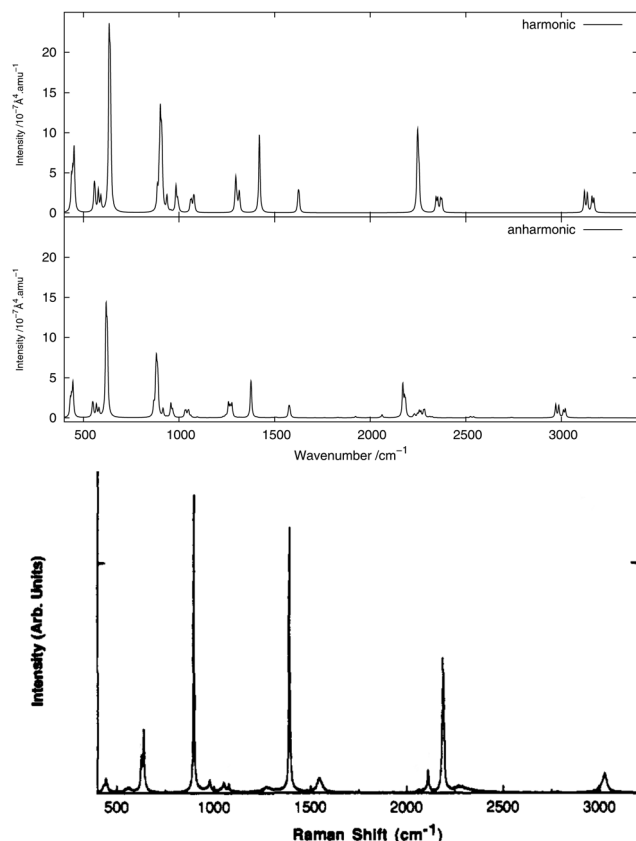 harmonic
Intensity /10⁻⁷Å⁴.amu⁻¹
20
15
10
5
0
anharmonic
Intensity /10⁻⁷Å⁴.amu⁻¹
20
15
10
5
0
500 1000 1500 2000 2500 3000
Wavenumber /cm⁻¹
Intensity (Arb. Units)
500 1000 1500 2000 2500 3000
Raman Shift (cm⁻¹)